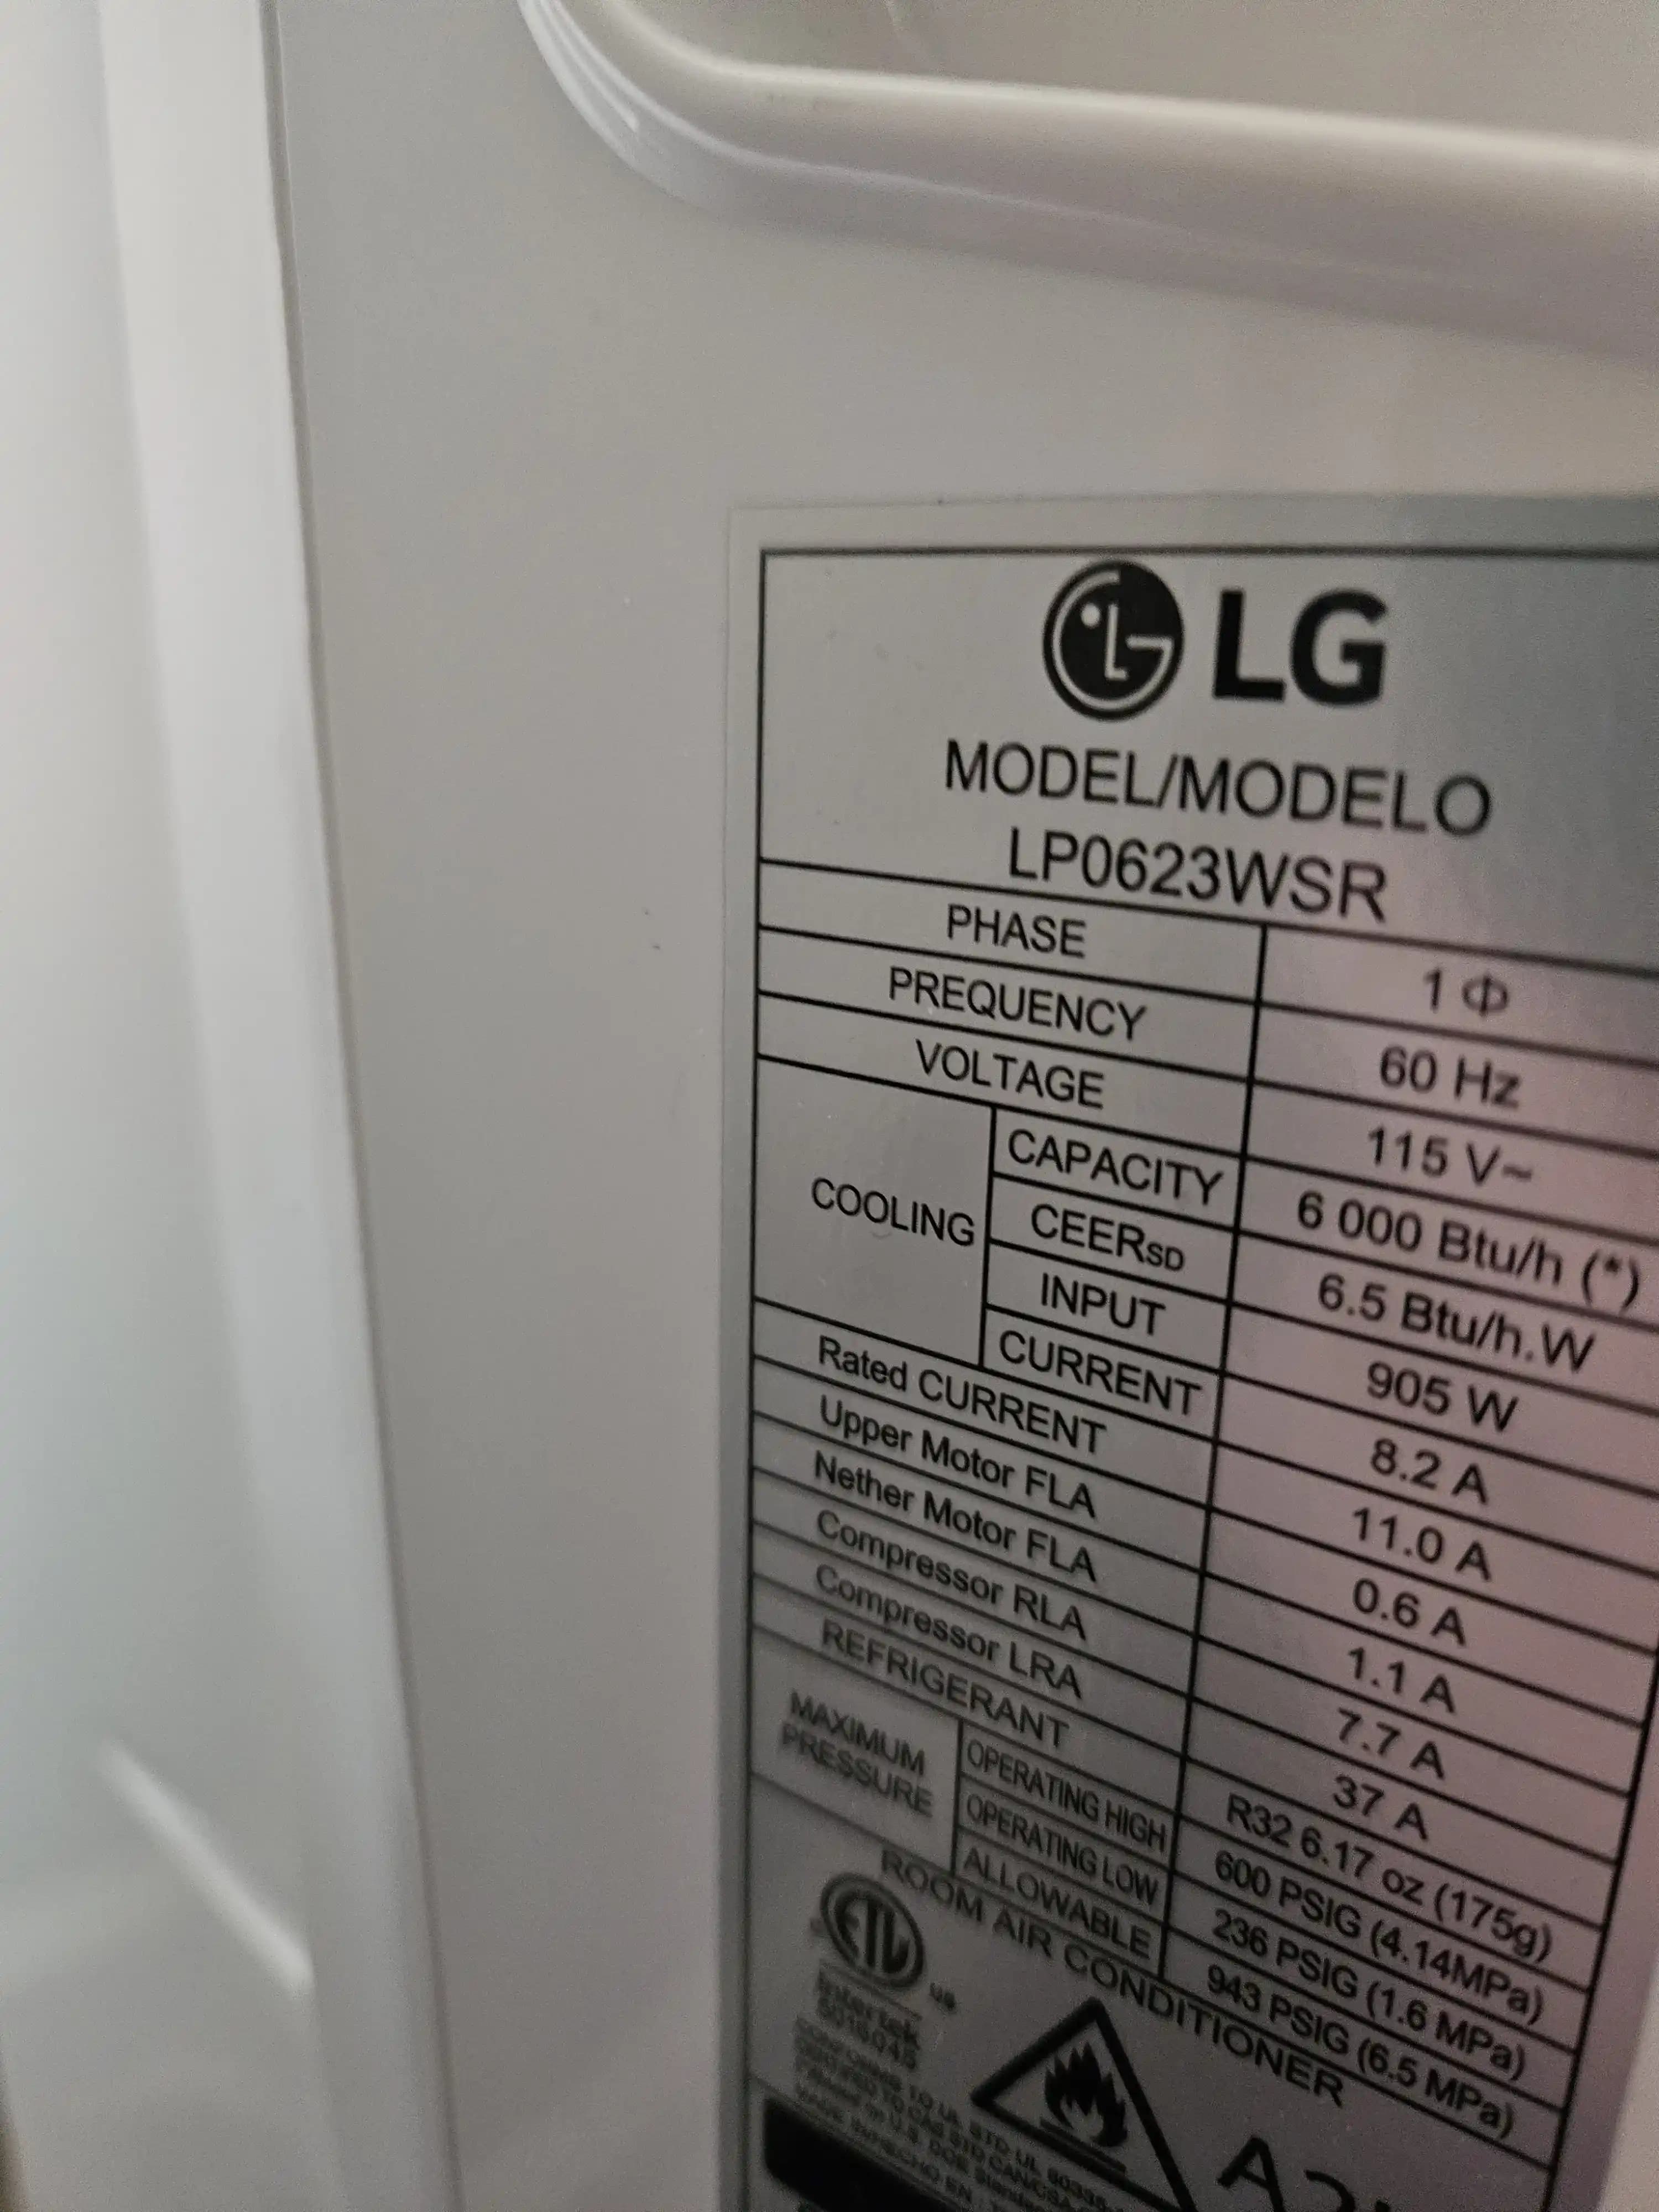 LG
MODEL/MODELO
LP0623WSR
PHASE 1 Φ
PREQUENCY 60 Hz
VOLTAGE 115 V~
COOLING
CAPACITY 6 000 Btu/h (*)
CEERSD 6.5 Btu/h.W
INPUT 905 W
CURRENT 8.2 A
Rated CURRENT 11.0 A
Upper Motor FLA 0.6 A
Nether Motor FLA 1.1 A
Compressor RLA 7.7 A
Compressor LRA 37 A
REFRIGERANT R32 6.17 oz (175g)
MAXIMUM
PRESSURE
OPERATING HIGH 600 PSIG (4.14MPa)
OPERATING LOW 236 PSIG (1.6 MPa)
ALLOWABLE 943 PSIG (6.5 MPa)
ROOM AIR CONDITIONER
ETL
US
Intertek
5016045